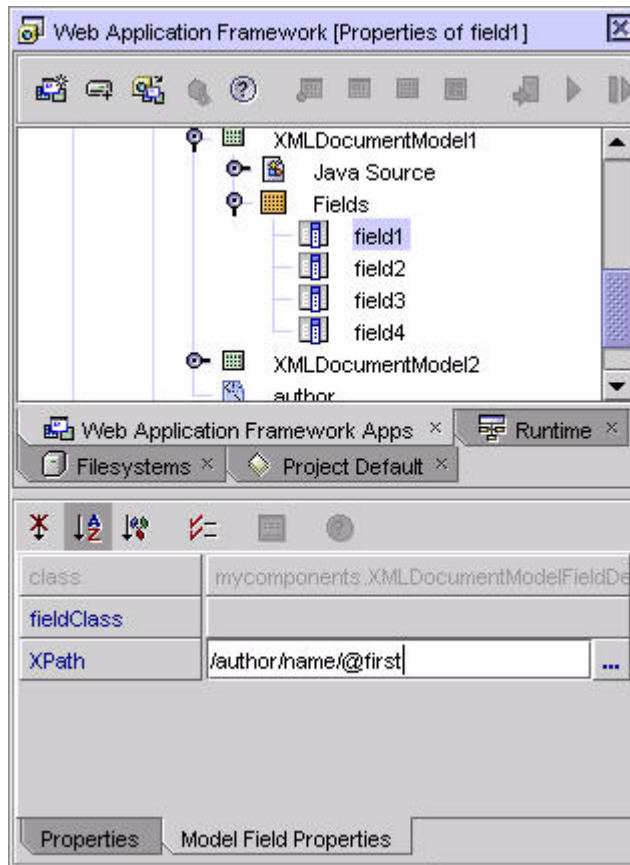 Web Application Framework [Properties of field1]
XMLDocumentModel1
Java Source
Fields
field1
field2
field3
field4
XMLDocumentModel2
author
Web Application Framework Apps Runtime
Filesystems Project Default
class mycomponents.XMLDocumentModelFieldDe
fieldClass
XPath /author/name/@first ...
Properties Model Field Properties